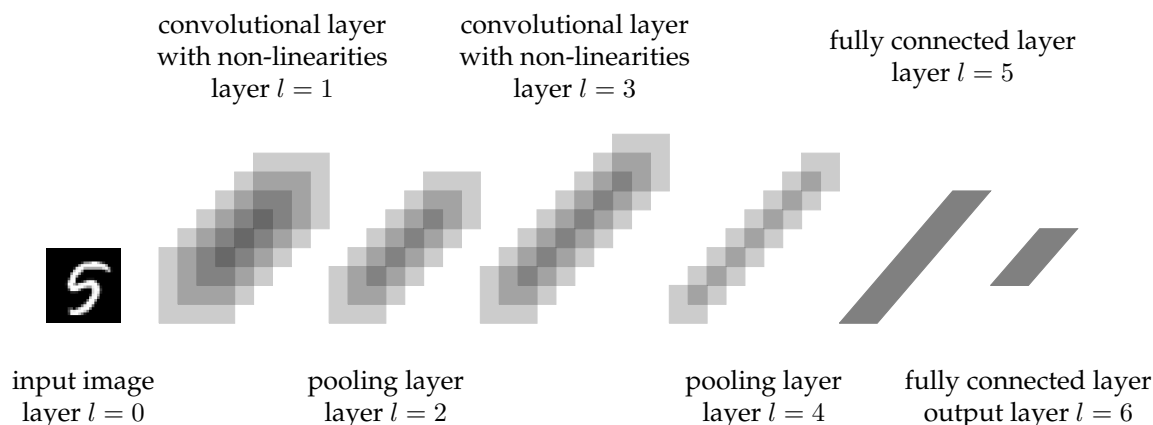 convolutional layer
with non-linearities
layer l = 1
convolutional layer
with non-linearities
layer l = 3
fully connected layer
layer l = 5
5
input image
layer l = 0
pooling layer
layer l = 2
pooling layer
layer l = 4
fully connected layer
output layer l = 6